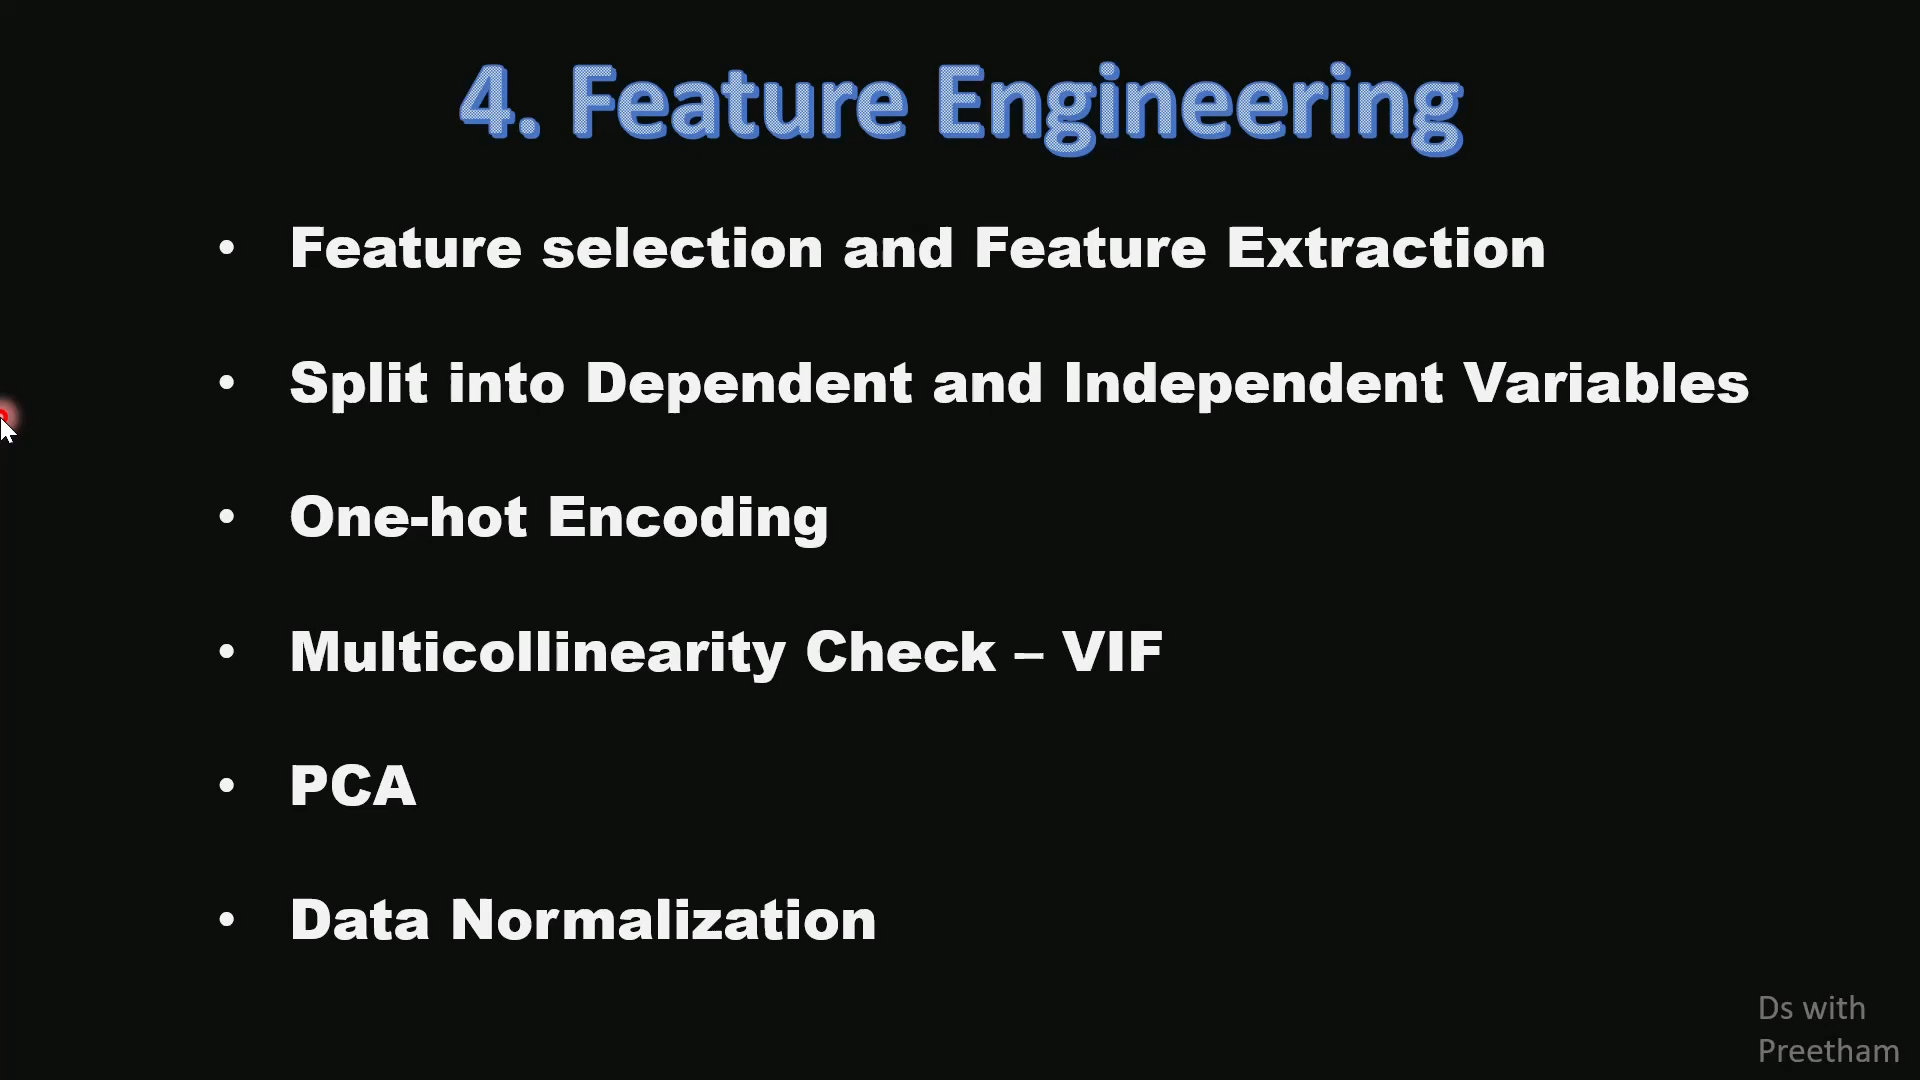 4. Feature Engineering
• Feature selection and Feature Extraction
• Split into Dependent and Independent Variables
• One-hot Encoding
• Multicollinearity Check – VIF
• PCA
• Data Normalization
Ds with
Preetham